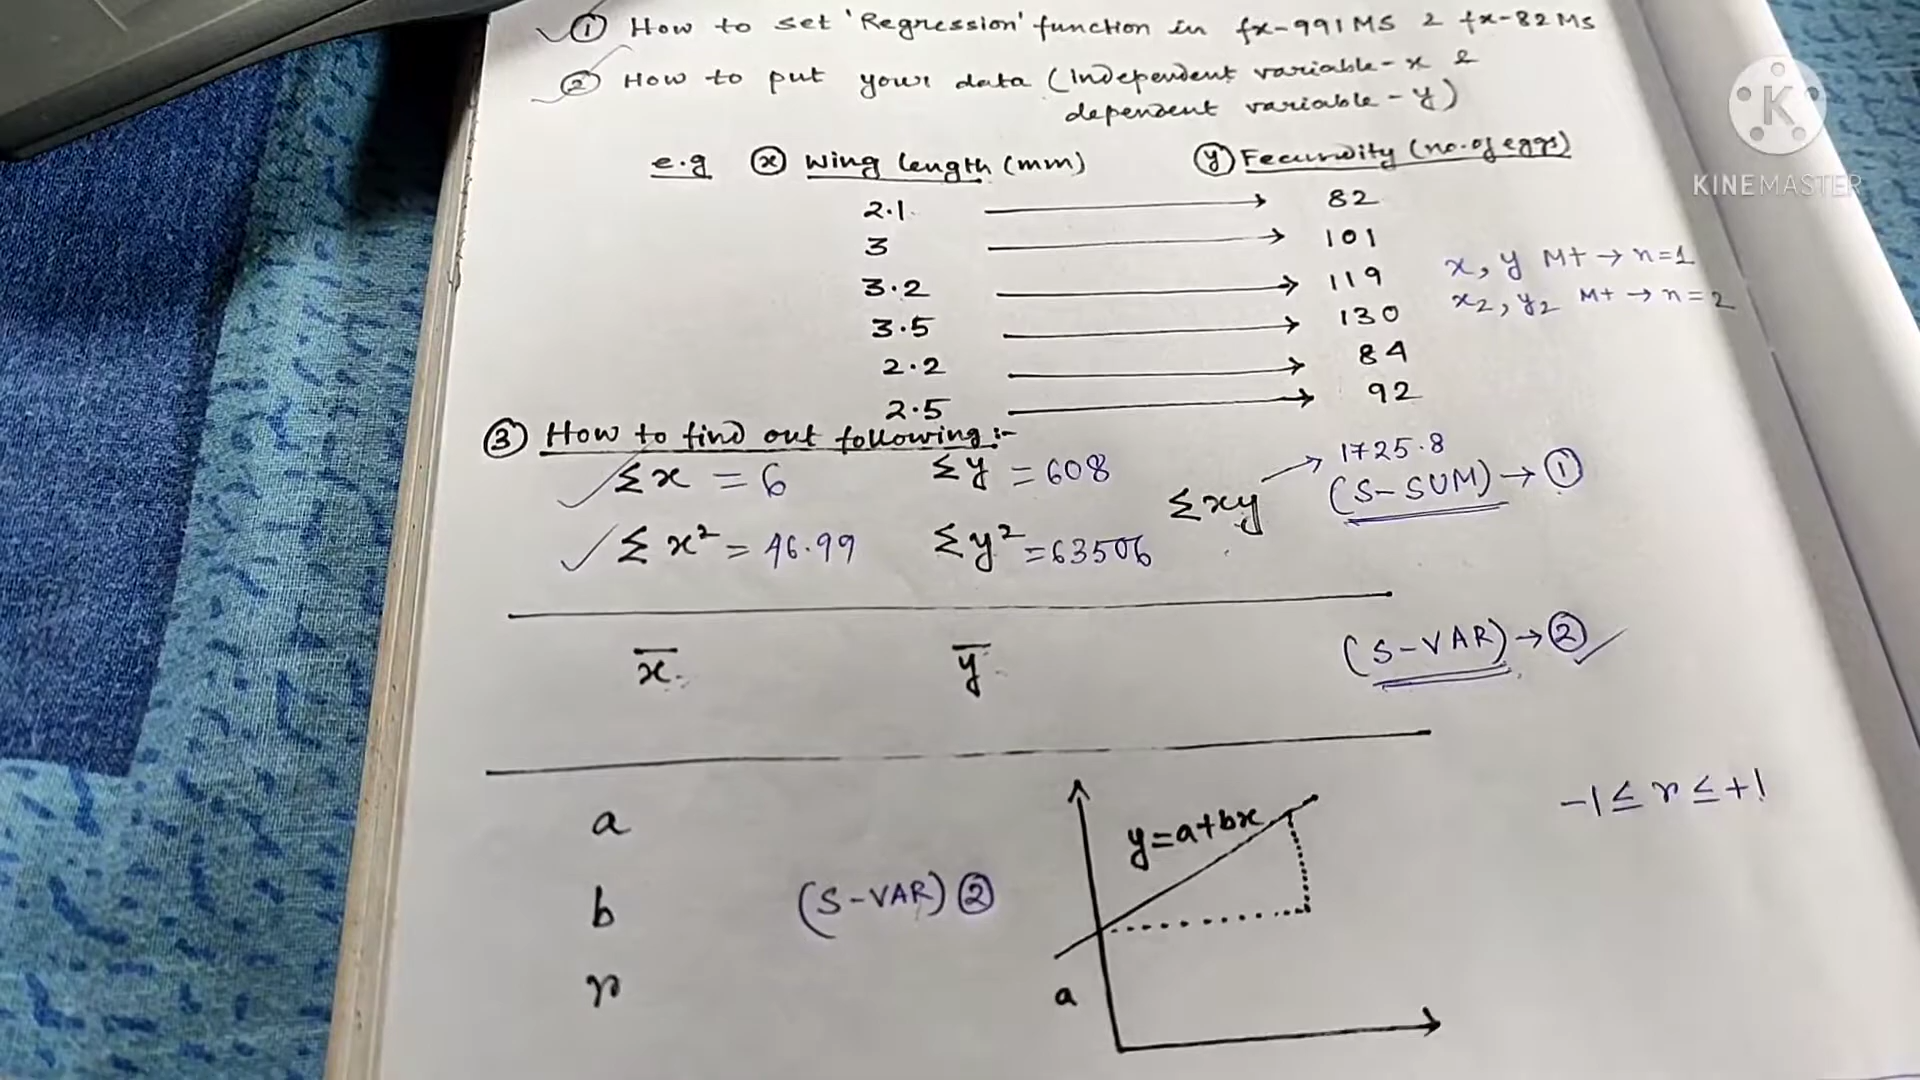 ① How to set 'Regression' function in fx-991MS & fx-82MS
② How to put your data (Independent variable - x &
dependent variable - y)
e.g ⓧ Wing length (mm) ⓨ Fecundity (no. of eggs)
2.1 → 82
3 → 101
3.2 → 119
3.5 → 130
2.2 → 84
2.5 → 92
x, y M+ → n=1
x2, y2 M+ → n=2
③ How to find out following:-
Σx = 6 Σy = 608 Σxy → 1725.8
(S-SUM) → ①
Σx² = 46.99 Σy² = 63506
x̄ ȳ (S-VAR) → ②
a
b (S-VAR) ②
r
y=a+bx
a
-1 ≤ r ≤ +1
K
KINEMASTER